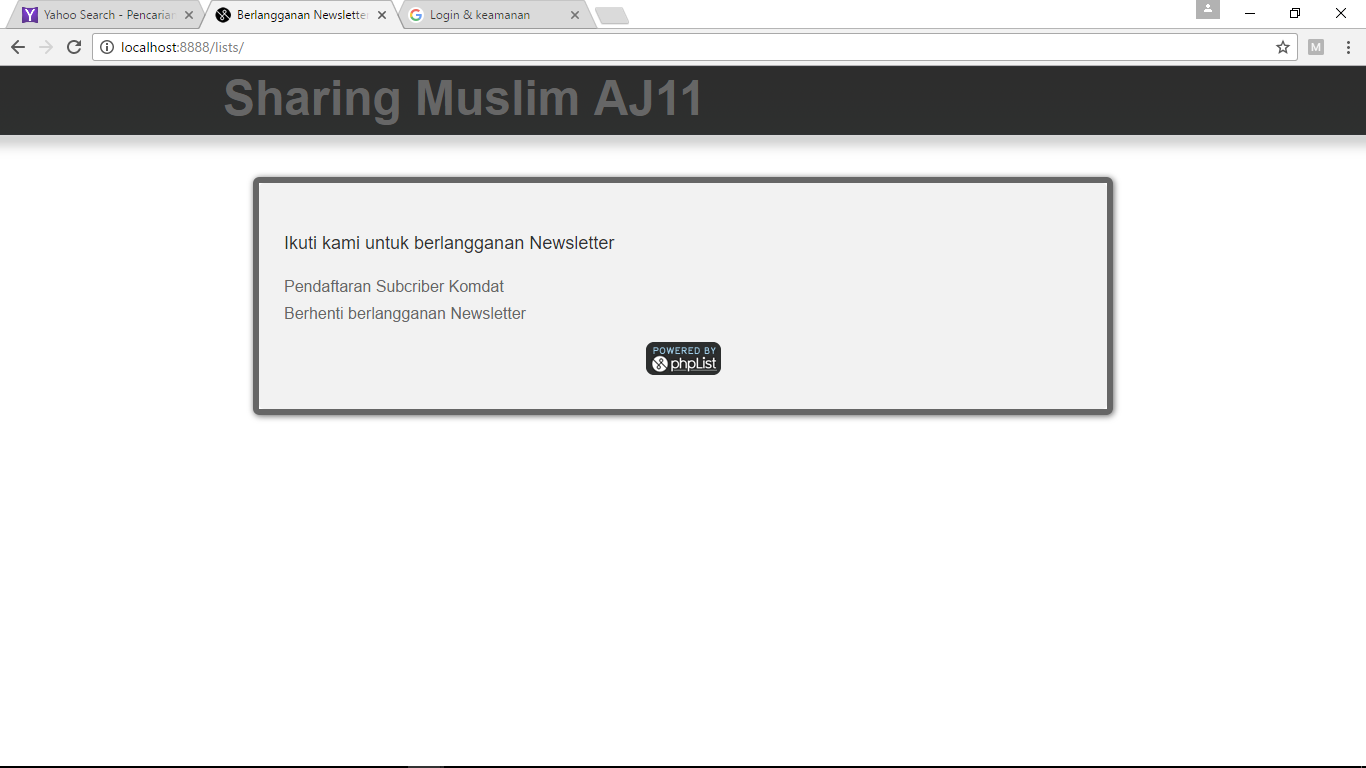 Yahoo Search - Pencarian
Berlangganan Newsletter
Login & keamanan
localhost:8888/lists/
M
Sharing Muslim AJ11
Ikuti kami untuk berlangganan Newsletter
Pendaftaran Subcriber Komdat
Berhenti berlangganan Newsletter
POWERED BY
phpList